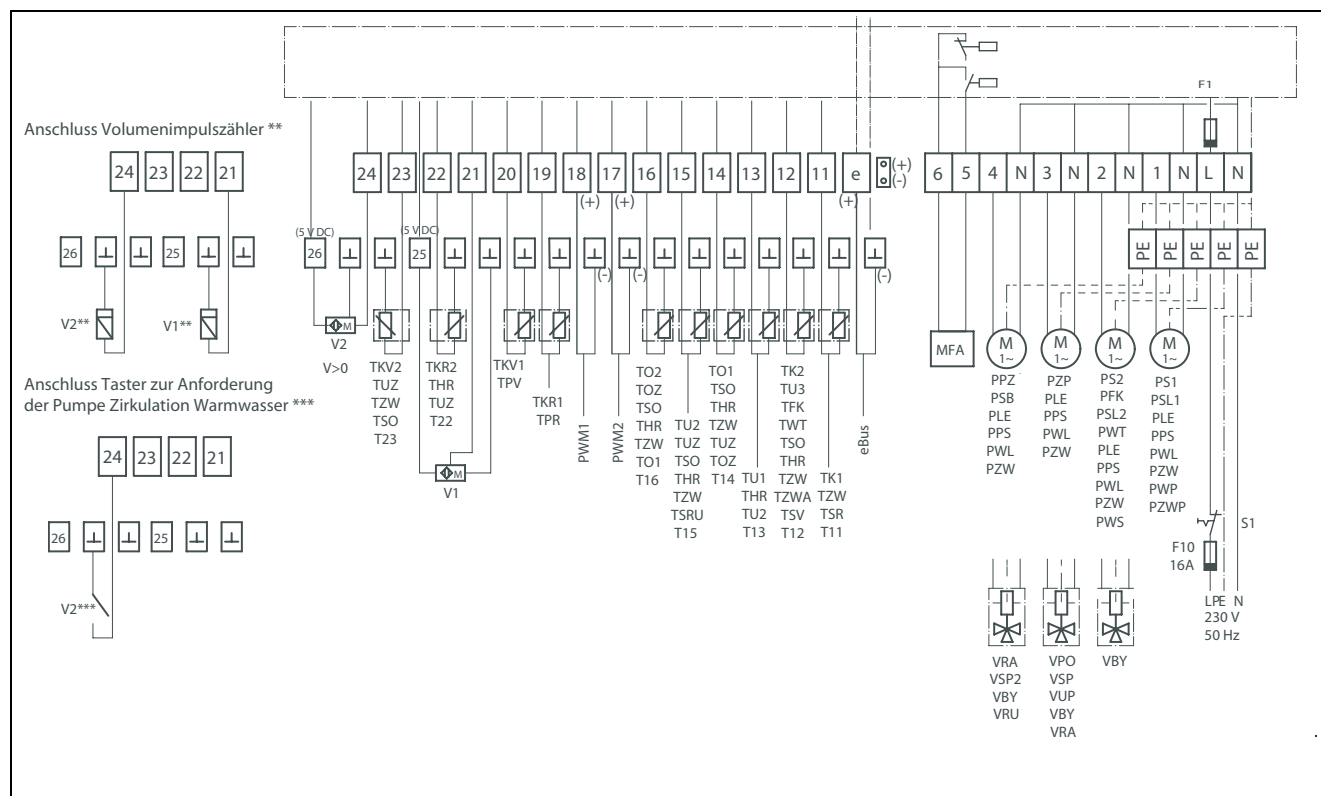 F1
Anschluss Volumenimpulszähler **
24 23 22 21
26 25
V2** V1**
Anschluss Taster zur Anforderung
der Pumpe Zirkulation Warmwasser ***
24 23 22 21
26 25
V2***
24 23 22 21 20 19 18 17 16 15 14 13 12 11 e (+)
(-)
(+) (+) (+)
(5 V DC) (5 V DC)
26 25
(-) (-) (-)
M
V2
V>0
TKV2
TUZ
TZW
TSO
T23
TKR2
THR
TUZ
T22
M
V1
TKV1
TPV
TKR1
TPR
PWM1
PWM2
TO2
TOZ
TSO
THR
TZW
TO1
T16
TU2
TUZ
TSO
THR
TZW
TSRU
T15
TO1
TSO
THR
TZW
TUZ
TOZ
T14
TU1
THR
TU2
T13
TK2
TU3
TFK
TWT
TSO
THR
TZW
TZWA
TSV
T12
TK1
TZW
TSR
T11
eBus
6 5 4 N 3 N 2 N 1 N L N
PE PE PE PE PE
MFA
M
1~
M
1~
M
1~
M
1~
PPZ
PSB
PLE
PPS
PWL
PZW
PZP
PLE
PPS
PWL
PZW
PS2
PFK
PSL2
PWT
PLE
PPS
PWL
PZW
PWS
PS1
PSL1
PLE
PPS
PWL
PZW
PWP
PZWP
S1
F10
16A
LPE N
230 V
50 Hz
VRA
VSP2
VBY
VRU
VPO
VSP
VUP
VBY
VRA
VBY